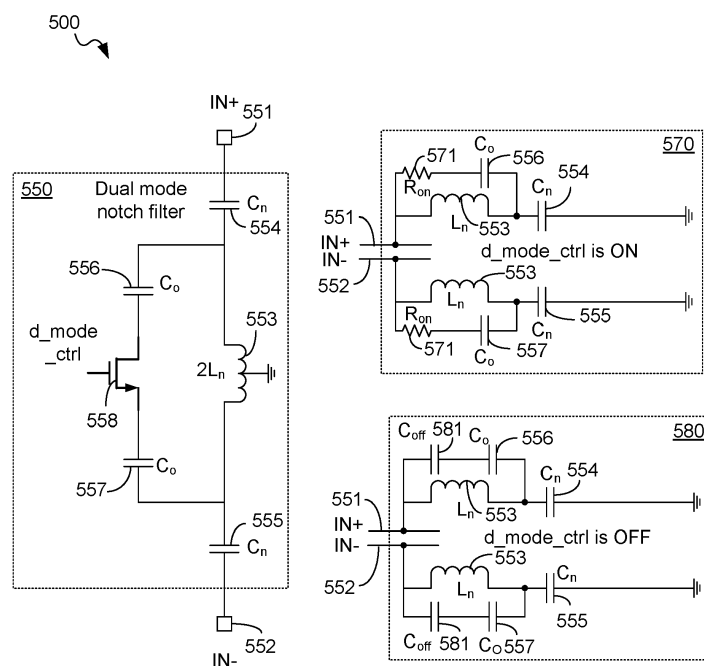 500
IN+
551
550
Dual mode
notch filter
Cn
554
556
Co
d_mode
_ctrl
553
2Ln
558
Co
557
555
Cn
552
IN-
570
571
Co
556
Cn
554
Ron
Ln
553
551
IN+
IN-
d_mode_ctrl is ON
552
553
Ln
Ron
571
Co
557
Cn
555
580
Coff
581
Co
556
Cn
554
551
Ln
553
IN+
IN-
d_mode_ctrl is OFF
552
553
Ln
Cn
555
Coff
581
CO
557